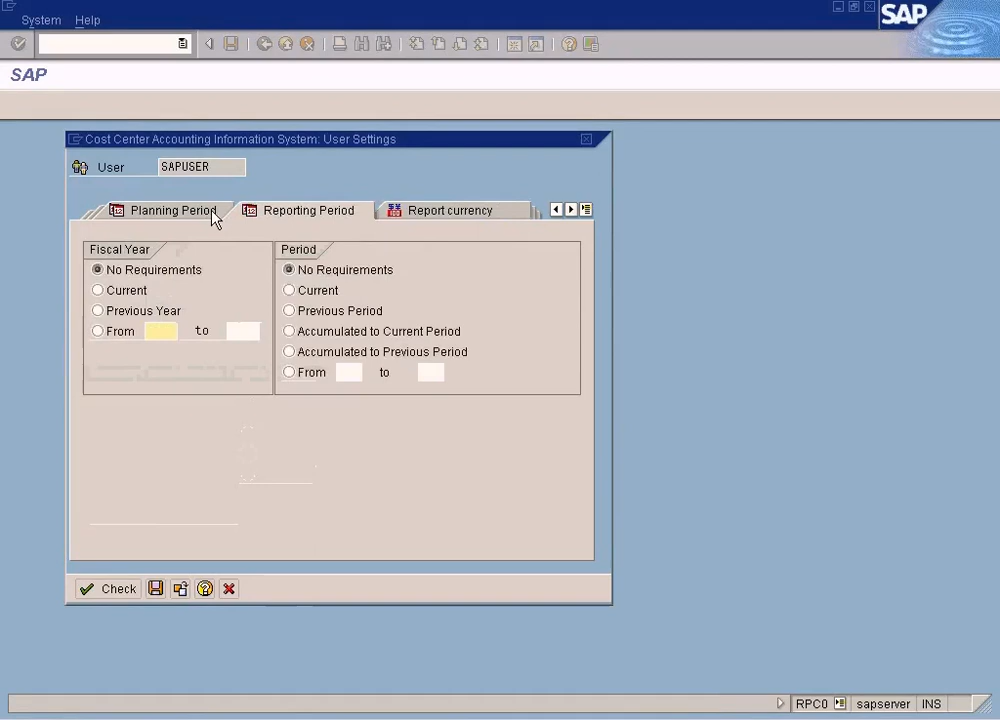 System Help
SAP
SAP
Cost Center Accounting Information System: User Settings
User SAPUSER
Planning Period Reporting Period Report currency
Fiscal Year Period
No Requirements No Requirements
Current Current
Previous Year Previous Period
From to Accumulated to Current Period
Accumulated to Previous Period
From to
Check
RPC0 sapserver INS